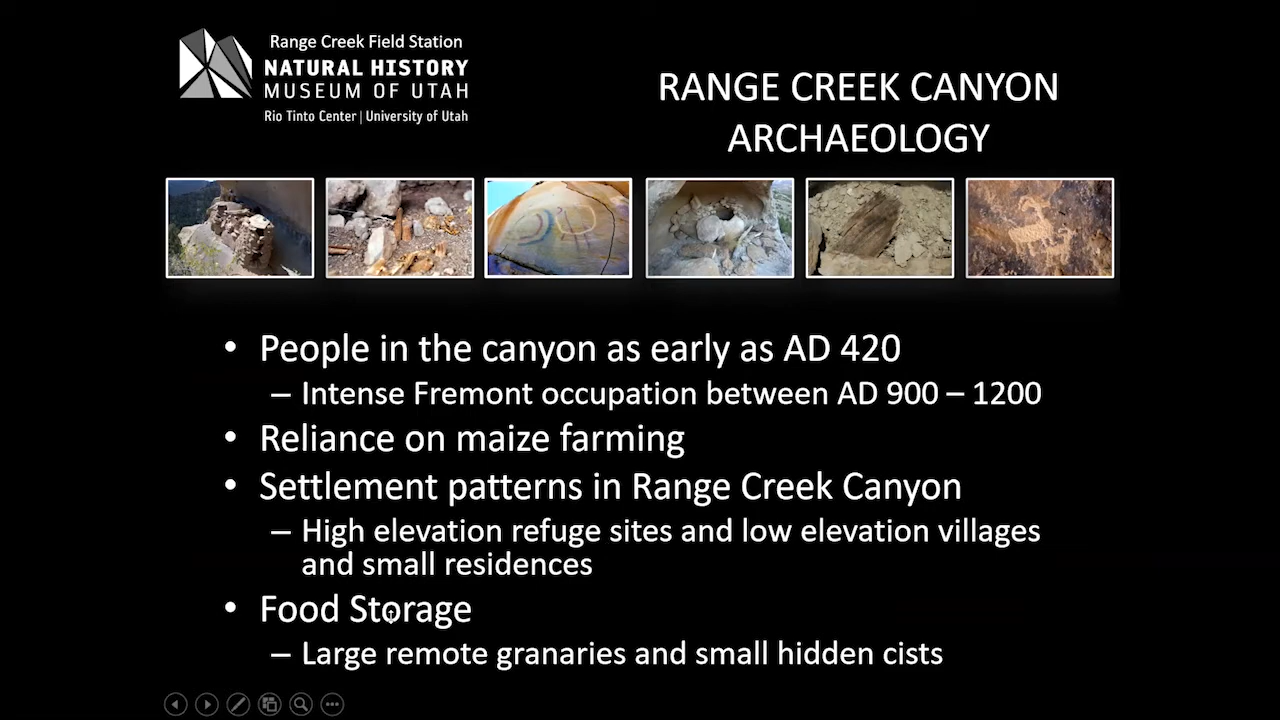 Range Creek Field Station
NATURAL HISTORY
MUSEUM OF UTAH
Rio Tinto Center | University of Utah
RANGE CREEK CANYON
ARCHAEOLOGY
• People in the canyon as early as AD 420
– Intense Fremont occupation between AD 900 – 1200
• Reliance on maize farming
• Settlement patterns in Range Creek Canyon
– High elevation refuge sites and low elevation villages
and small residences
• Food Storage
– Large remote granaries and small hidden cists